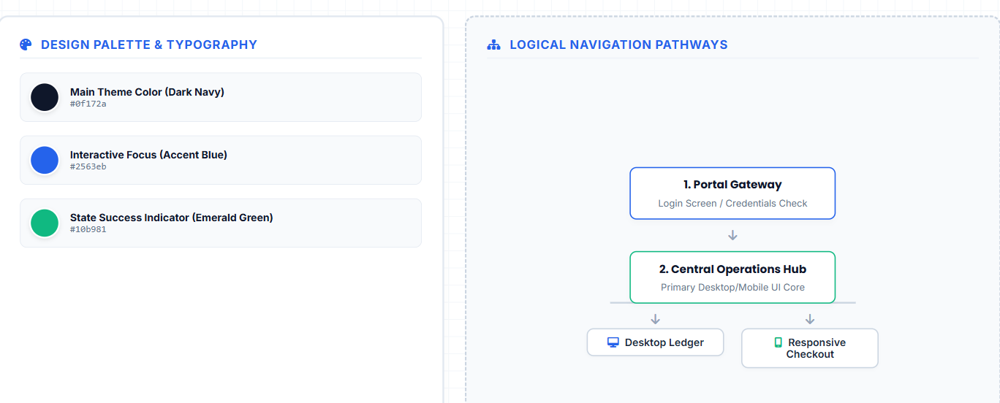 DESIGN PALETTE & TYPOGRAPHY
Main Theme Color (Dark Navy)
#0f172a
Interactive Focus (Accent Blue)
#2563eb
State Success Indicator (Emerald Green)
#10b981
LOGICAL NAVIGATION PATHWAYS
1. Portal Gateway
Login Screen / Credentials Check
2. Central Operations Hub
Primary Desktop/Mobile UI Core
Desktop Ledger
Responsive
Checkout